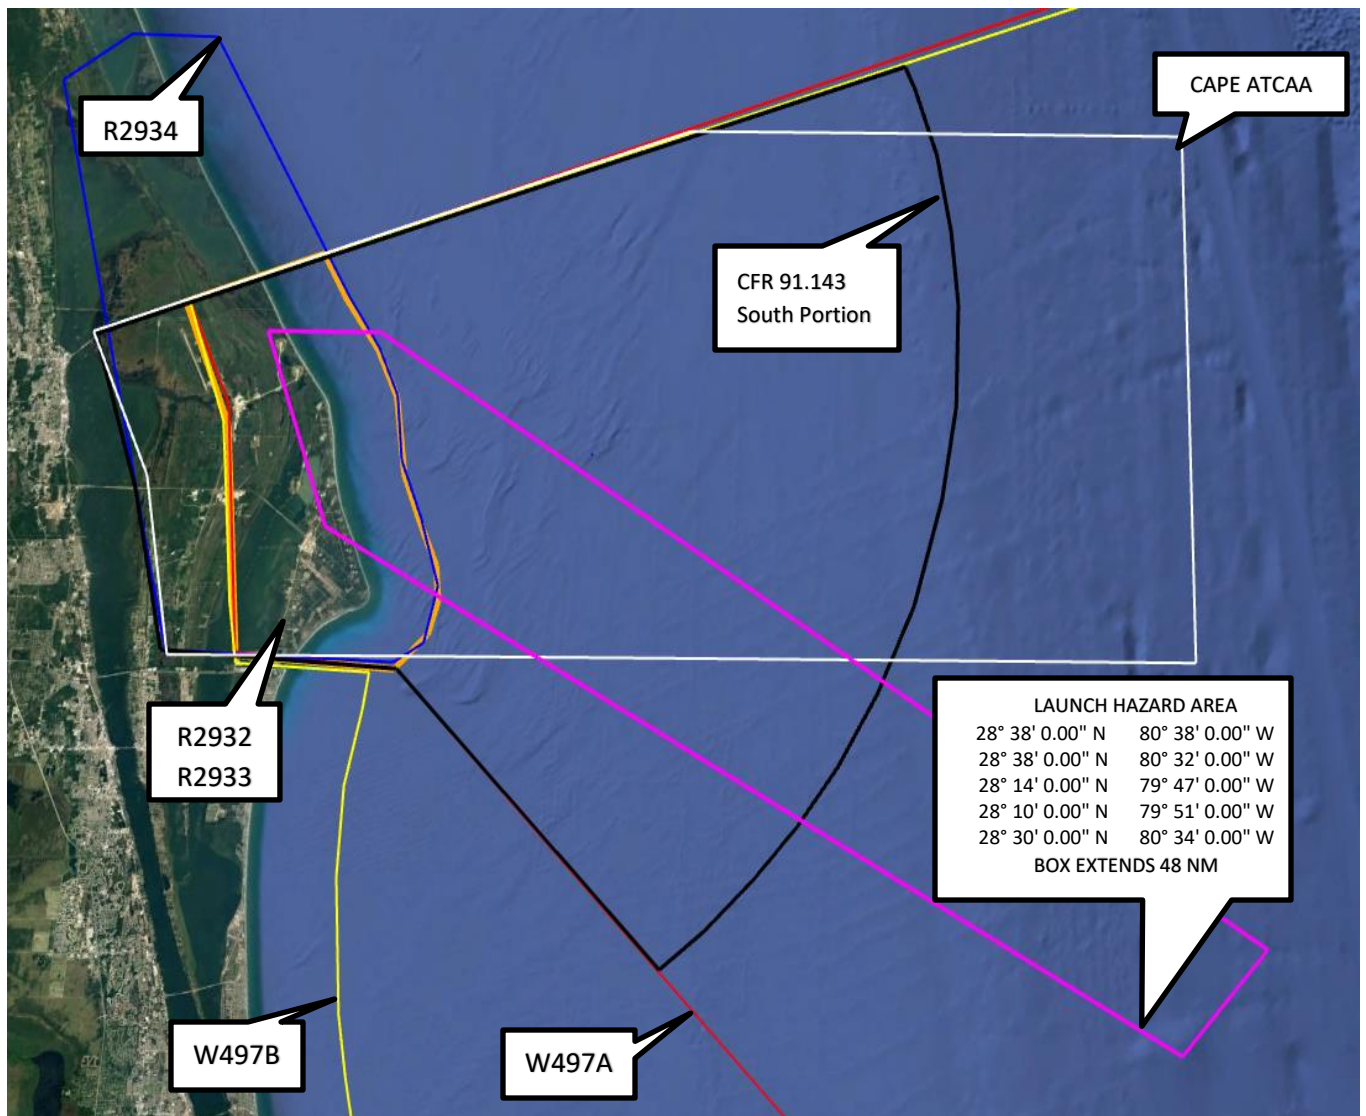 R2934
CAPE ATCAA
CFR 91.143
South Portion
R2932
R2933
LAUNCH HAZARD AREA
28° 38' 0.00" N 80° 38' 0.00" W
28° 38' 0.00" N 80° 32' 0.00" W
28° 14' 0.00" N 79° 47' 0.00" W
28° 10' 0.00" N 79° 51' 0.00" W
28° 30' 0.00" N 80° 34' 0.00" W
BOX EXTENDS 48 NM
W497B
W497A